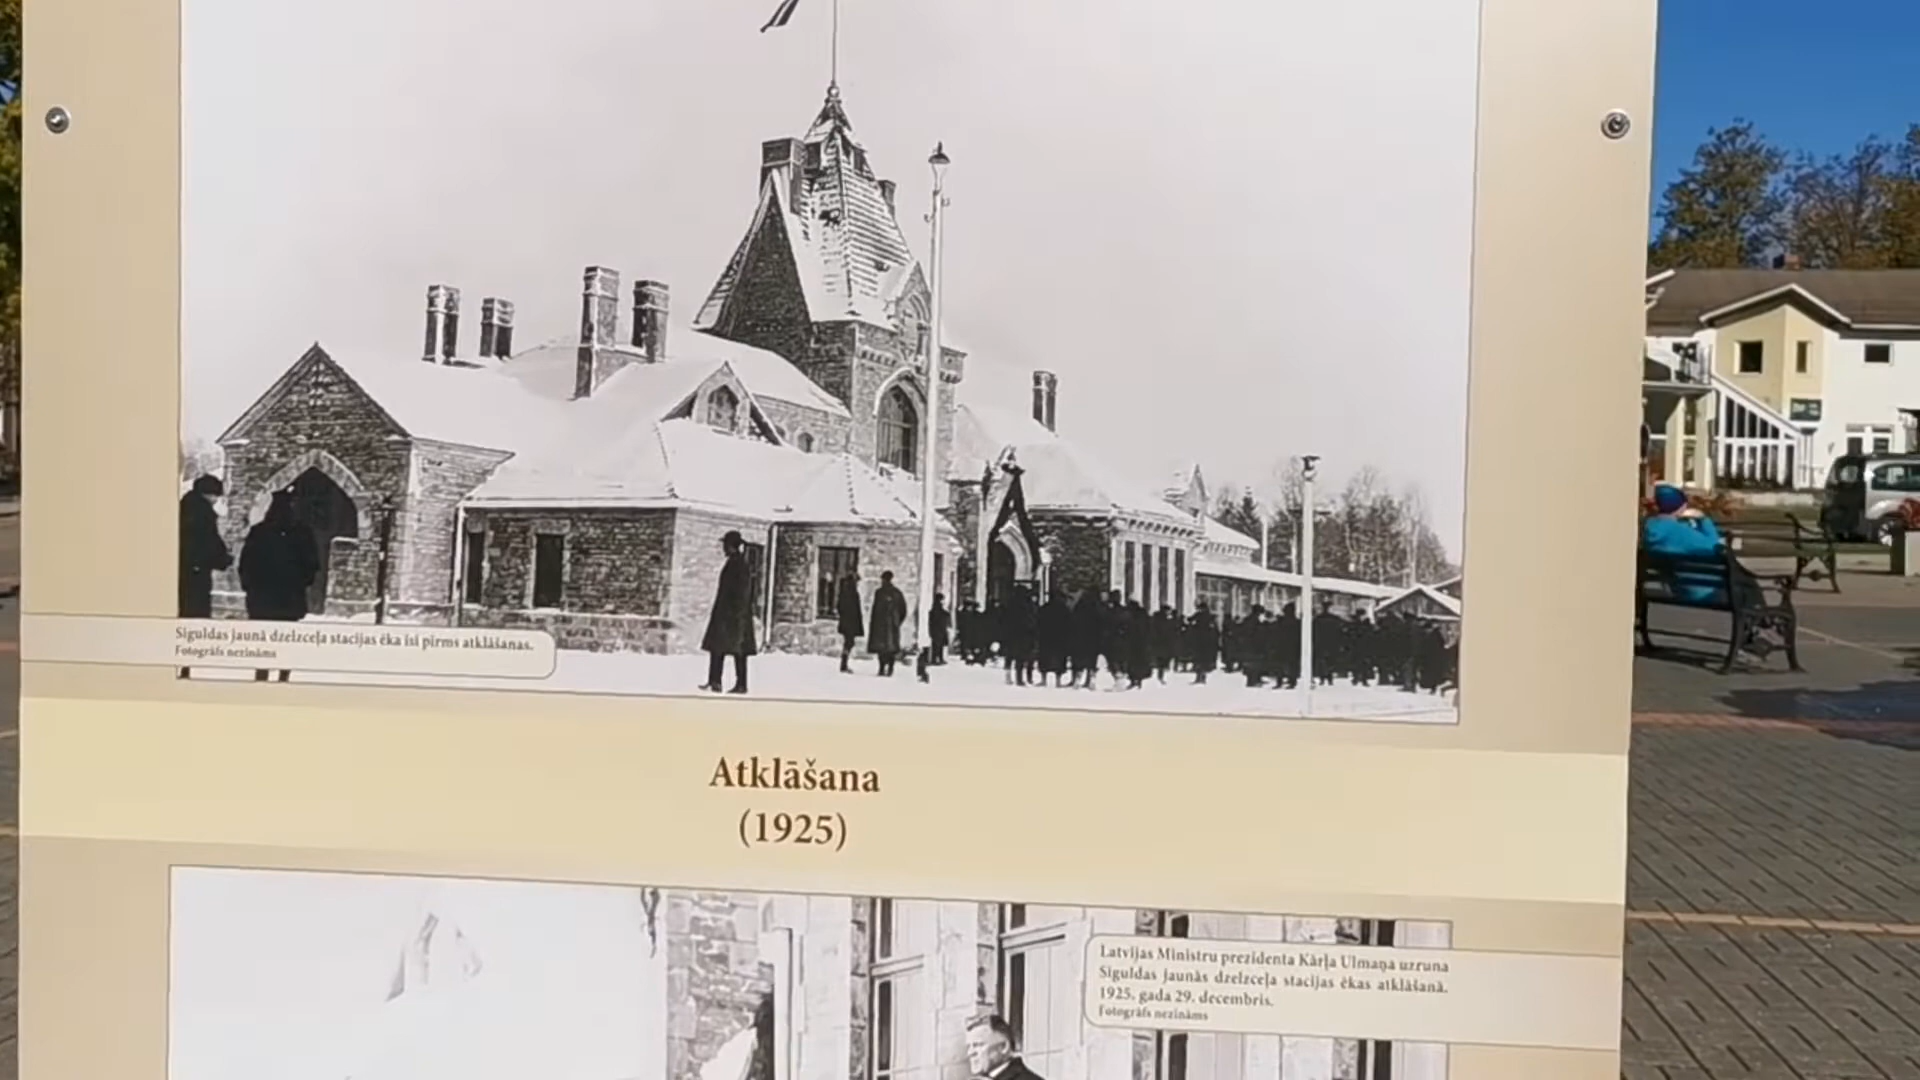 Siguldas jaunā dzelzceļa stacijas ēka īsi pirms atklāšanas.
Fotogrāfs nezināms
Atklāšana
(1925)
Latvijas Ministru prezidenta Kārļa Ulmaņa uzruna
Siguldas jaunās dzelzceļa stacijas ēkas atklāšanā.
1925. gada 29. decembris.
Fotogrāfs nezināms